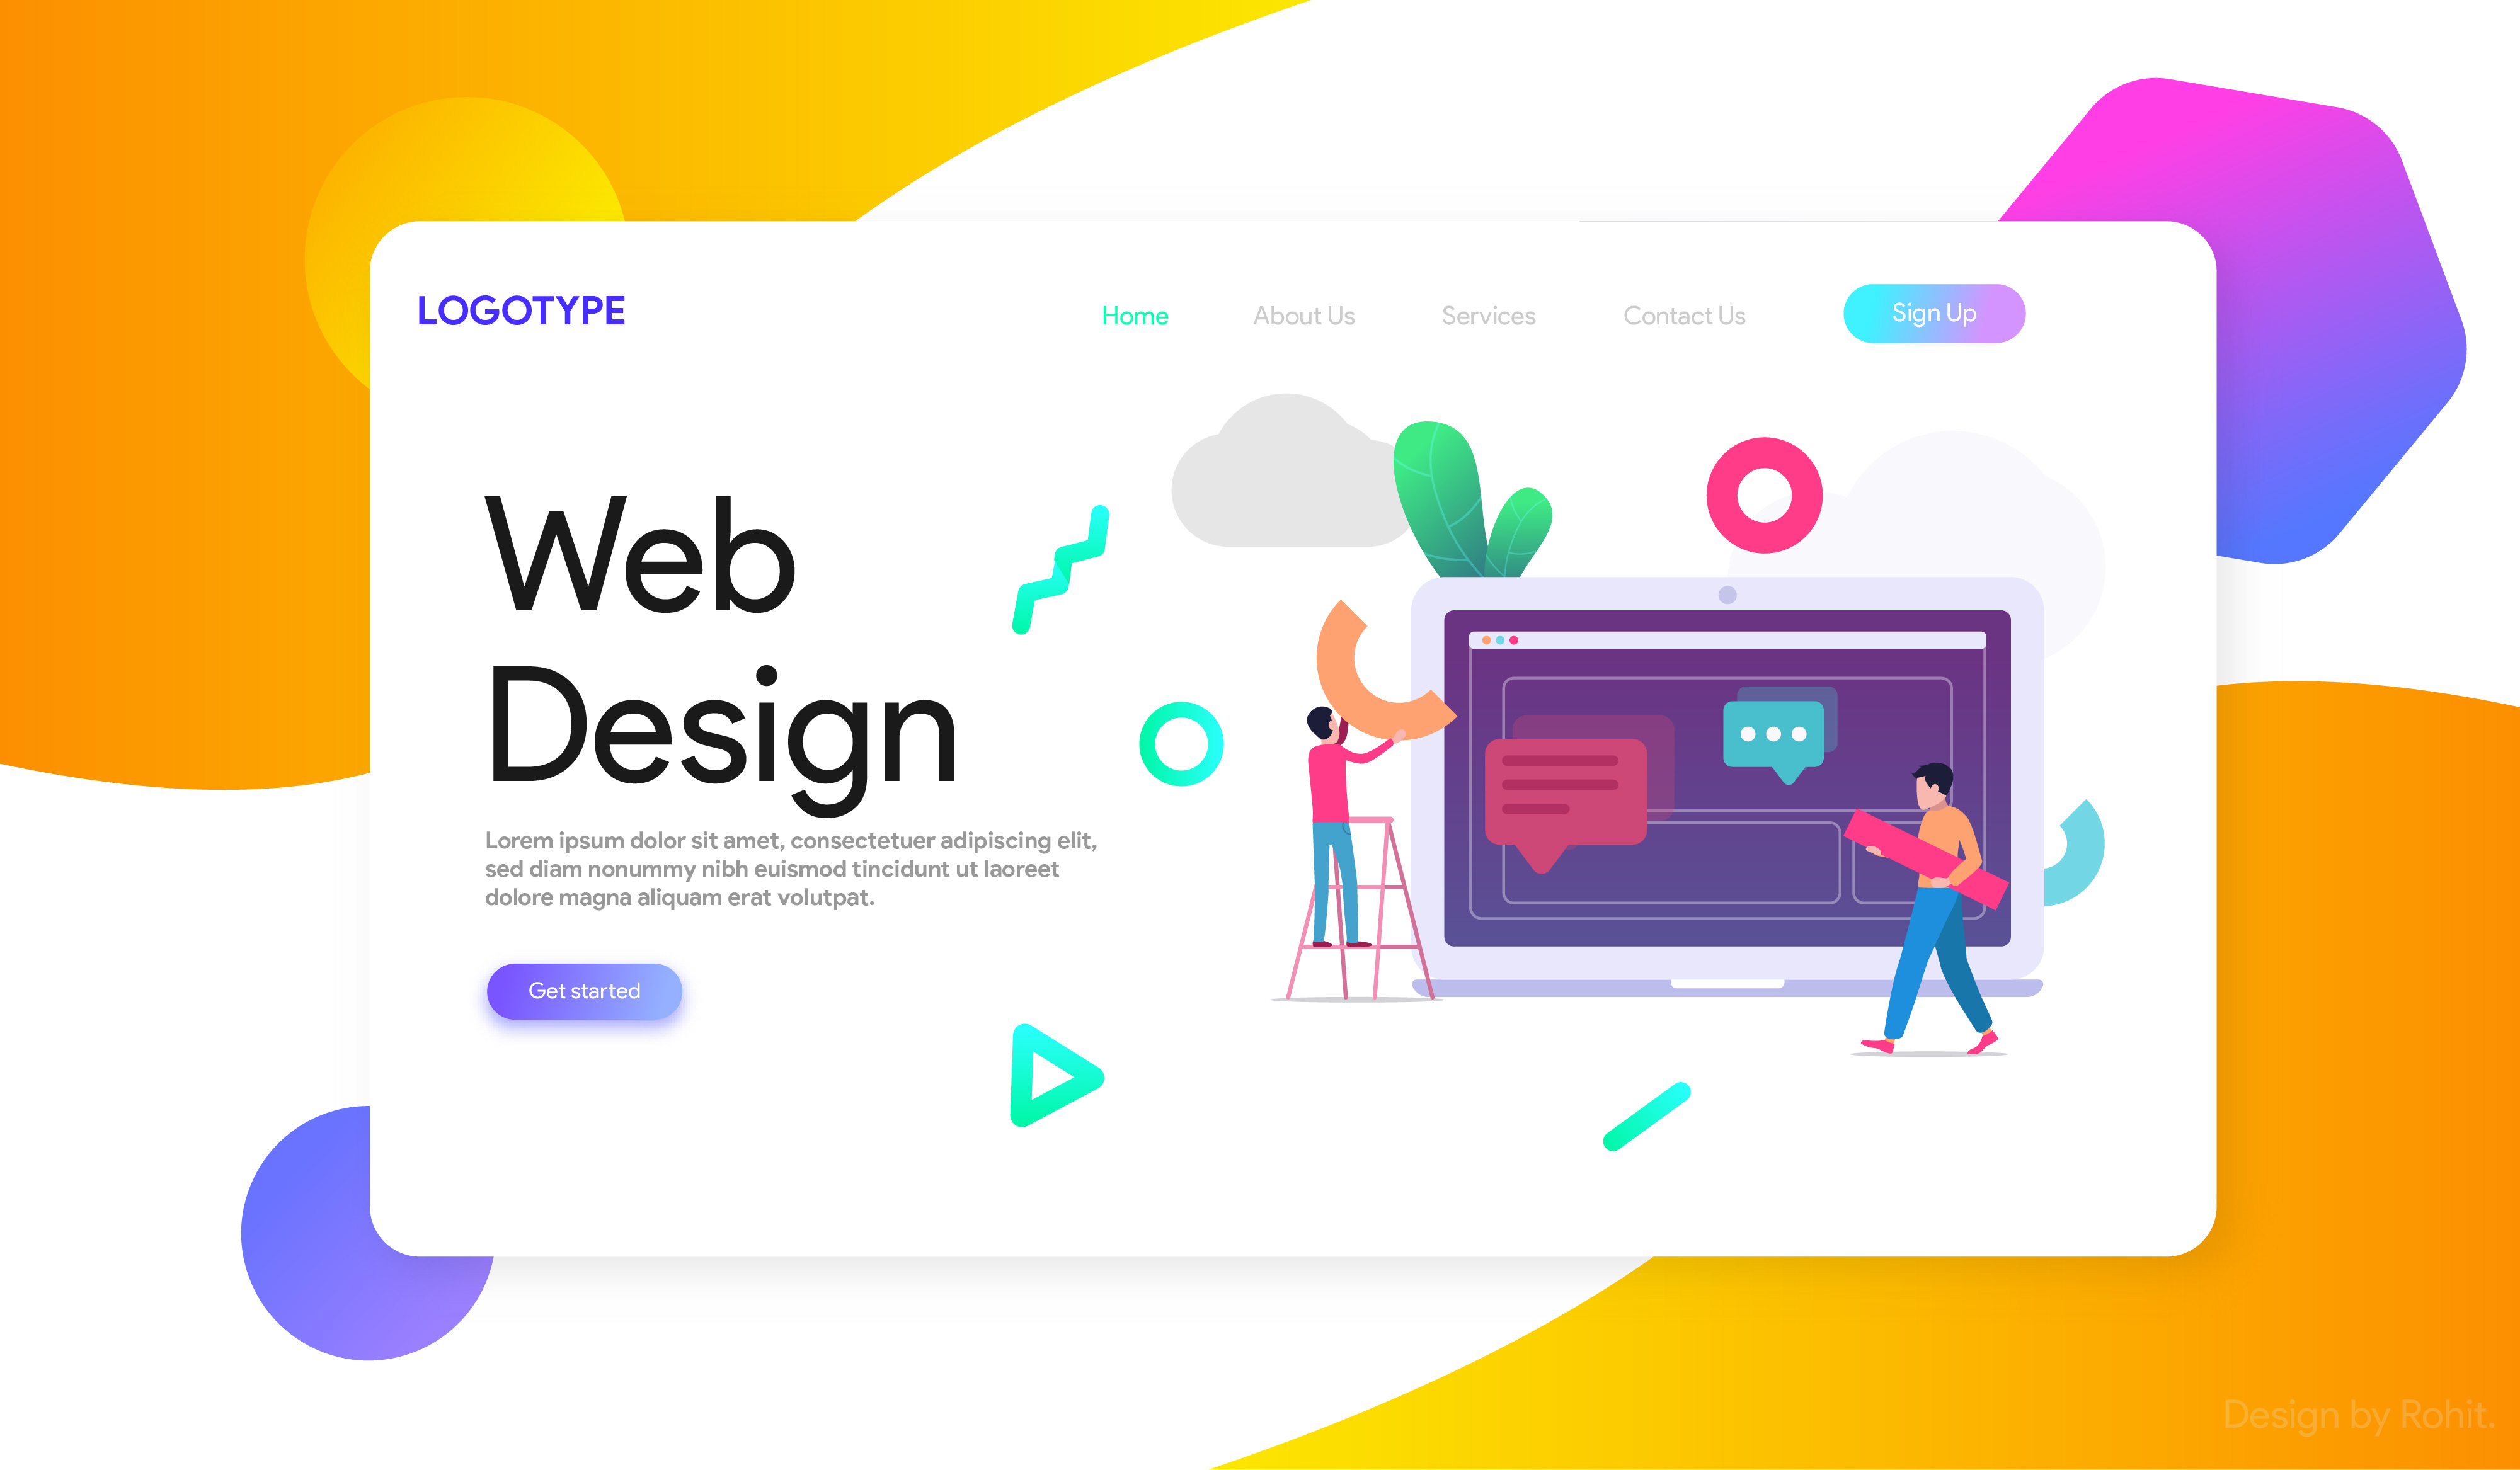 LOGOTYPE
Home About Us Services Contact Us Sign Up
Web
Design
Lorem ipsum dolor sit amet, consectetuer adipiscing elit,
sed diam nonummy nibh euismod tincidunt ut laoreet
dolore magna aliquam erat volutpat.
Get started
Design by Rohit.